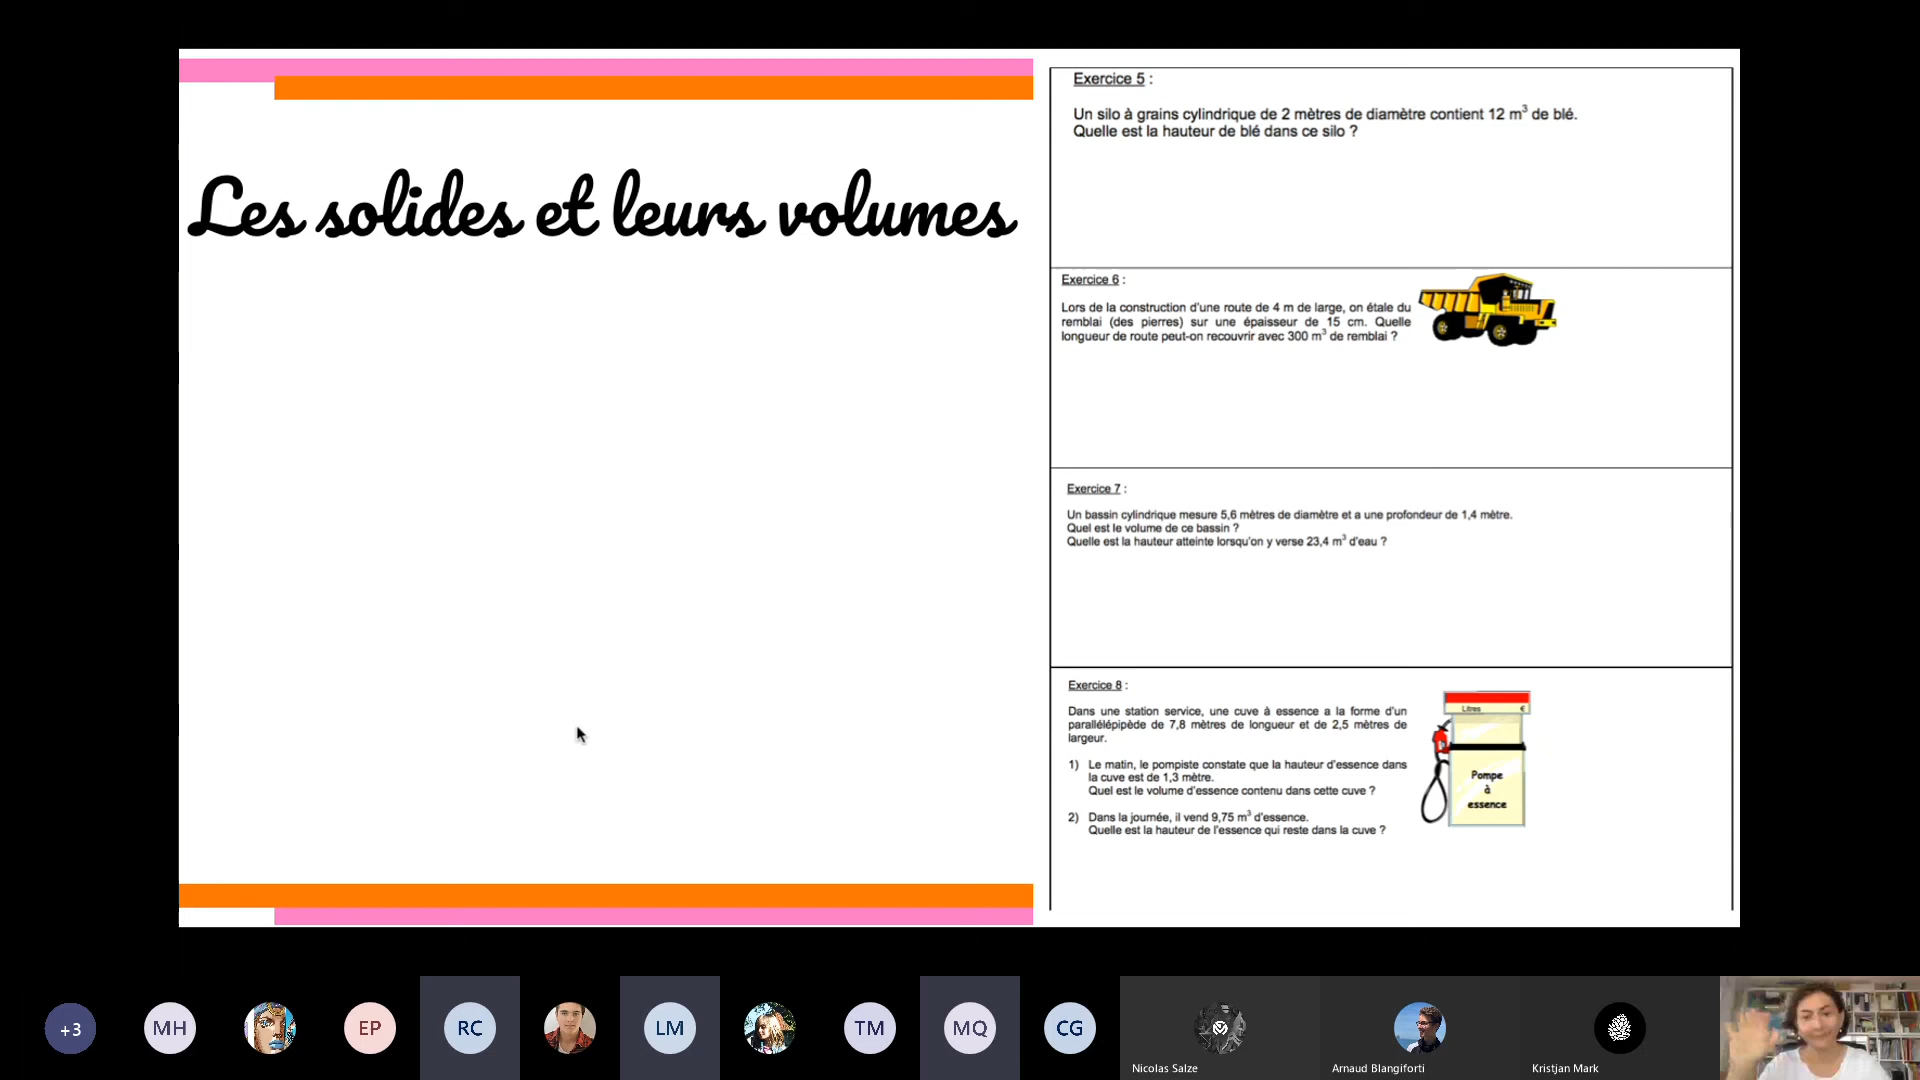 Les solides et leurs volumes
Exercice 5 :
Un silo à grains cylindrique de 2 mètres de diamètre contient 12 m³ de blé.
Quelle est la hauteur de blé dans ce silo ?
Exercice 6 :
Lors de la construction d'une route de 4 m de large, on étale du
remblai (des pierres) sur une épaisseur de 15 cm. Quelle
longueur de route peut-on recouvrir avec 300 m³ de remblai ?
Exercice 7 :
Un bassin cylindrique mesure 5,6 mètres de diamètre et a une profondeur de 1,4 mètre.
Quel est le volume de ce bassin ?
Quelle est la hauteur atteinte lorsqu'on y verse 23,4 m³ d'eau ?
Exercice 8 :
Dans une station service, une cuve à essence a la forme d'un
parallélépipède de 7,8 mètres de longueur et de 2,5 mètres de
largeur.
1) Le matin, le pompiste constate que la hauteur d'essence dans
la cuve est de 1,3 mètre.
Quel est le volume d'essence contenu dans cette cuve ?
2) Dans la journée, il vend 9,75 m³ d'essence.
Quelle est la hauteur de l'essence qui reste dans la cuve ?
Litres €
Pompe
à
essence
+3
MH
EP
RC
LM
TM
MQ
CG
Nicolas Salze
Arnaud Blangiforti
Kristjan Mark